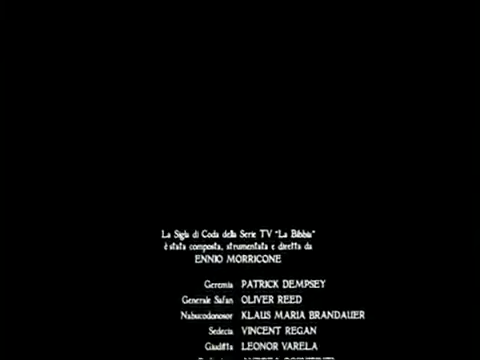 La Sigla di Coda della Serie TV "La Bibbia"
è stata composta, strumentata e diretta da
ENNIO MORRICONE
Geremia PATRICK DEMPSEY
Generale Safan OLIVER REED
Nabucodonosor KLAUS MARIA BRANDAUER
Sedecia VINCENT REGAN
Giuditta LEONOR VARELA